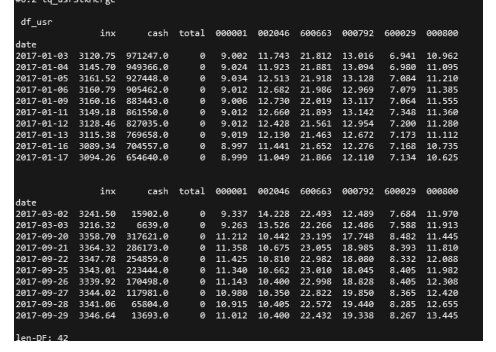 #6.2 tq_usrStkMerge
df_usr
inx cash total 000001 002046 600663 000792 600029 000800
date
2017-01-03 3120.75 971247.0 0 9.002 11.743 21.812 13.016 6.941 10.962
2017-01-04 3145.70 949366.0 0 9.024 11.923 21.881 13.094 6.980 11.095
2017-01-05 3161.52 927448.0 0 9.034 12.513 21.918 13.128 7.084 11.210
2017-01-06 3160.79 905462.0 0 9.012 12.682 21.986 12.969 7.079 11.385
2017-01-09 3160.16 883443.0 0 9.006 12.730 22.019 13.117 7.064 11.555
2017-01-11 3149.18 861550.0 0 9.012 12.660 21.893 13.142 7.348 11.360
2017-01-12 3128.46 827035.0 0 9.012 12.428 21.561 12.954 7.200 11.280
2017-01-13 3115.38 769658.0 0 9.019 12.130 21.463 12.672 7.173 11.112
2017-01-16 3089.34 704557.0 0 8.997 11.441 21.652 12.276 7.168 10.735
2017-01-17 3094.26 654640.0 0 8.999 11.049 21.866 12.110 7.134 10.625
inx cash total 000001 002046 600663 000792 600029 000800
date
2017-03-02 3241.50 15902.0 0 9.337 14.228 22.493 12.489 7.684 11.970
2017-03-03 3216.32 6639.0 0 9.263 13.526 22.266 12.486 7.588 11.913
2017-09-20 3358.70 317621.0 0 11.212 10.442 23.195 17.748 8.482 11.445
2017-09-21 3364.32 286173.0 0 11.358 10.675 23.055 18.985 8.393 11.810
2017-09-22 3347.78 254859.0 0 11.425 10.810 22.982 18.080 8.332 12.088
2017-09-25 3343.01 223444.0 0 11.340 10.662 23.010 18.045 8.405 11.982
2017-09-26 3339.92 170498.0 0 11.143 10.400 22.998 18.828 8.405 12.308
2017-09-27 3344.02 117981.0 0 10.980 10.350 22.822 19.850 8.365 12.420
2017-09-28 3341.06 65804.0 0 10.915 10.405 22.572 19.440 8.285 12.655
2017-09-29 3346.64 13693.0 0 11.012 10.400 22.432 19.338 8.267 13.445
len-DF: 42